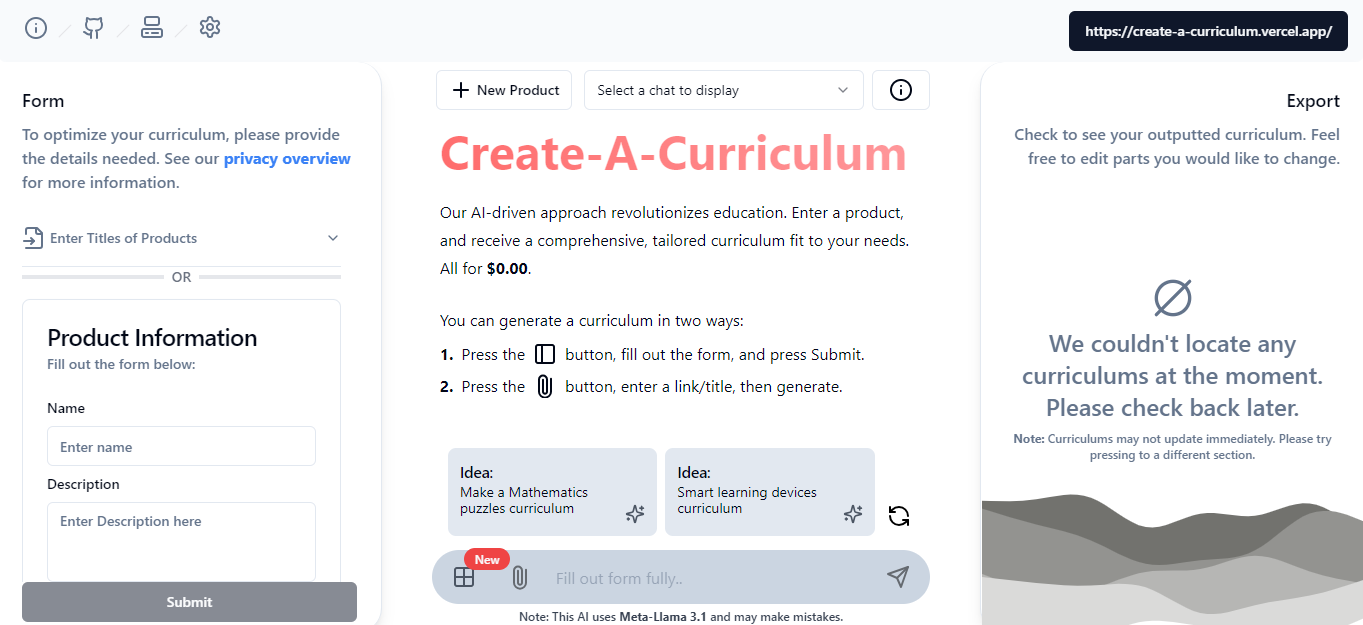 https://create-a-curriculum.vercel.app/
Form
To optimize your curriculum, please provide
the details needed. See our privacy overview
for more information.
Enter Titles of Products
OR
Product Information
Fill out the form below:
Name
Enter name
Description
Enter Description here
Submit
New Product
Select a chat to display
Create-A-Curriculum
Our AI-driven approach revolutionizes education. Enter a product,
and receive a comprehensive, tailored curriculum fit to your needs.
All for $0.00.
You can generate a curriculum in two ways:
1. Press the button, fill out the form, and press Submit.
2. Press the button, enter a link/title, then generate.
Idea:
Make a Mathematics
puzzles curriculum
Idea:
Smart learning devices
curriculum
New
Fill out form fully..
Note: This AI uses Meta-Llama 3.1 and may make mistakes.
Export
Check to see your outputted curriculum. Feel
free to edit parts you would like to change.
We couldn't locate any
curriculums at the moment.
Please check back later.
Note: Curriculums may not update immediately. Please try
pressing to a different section.